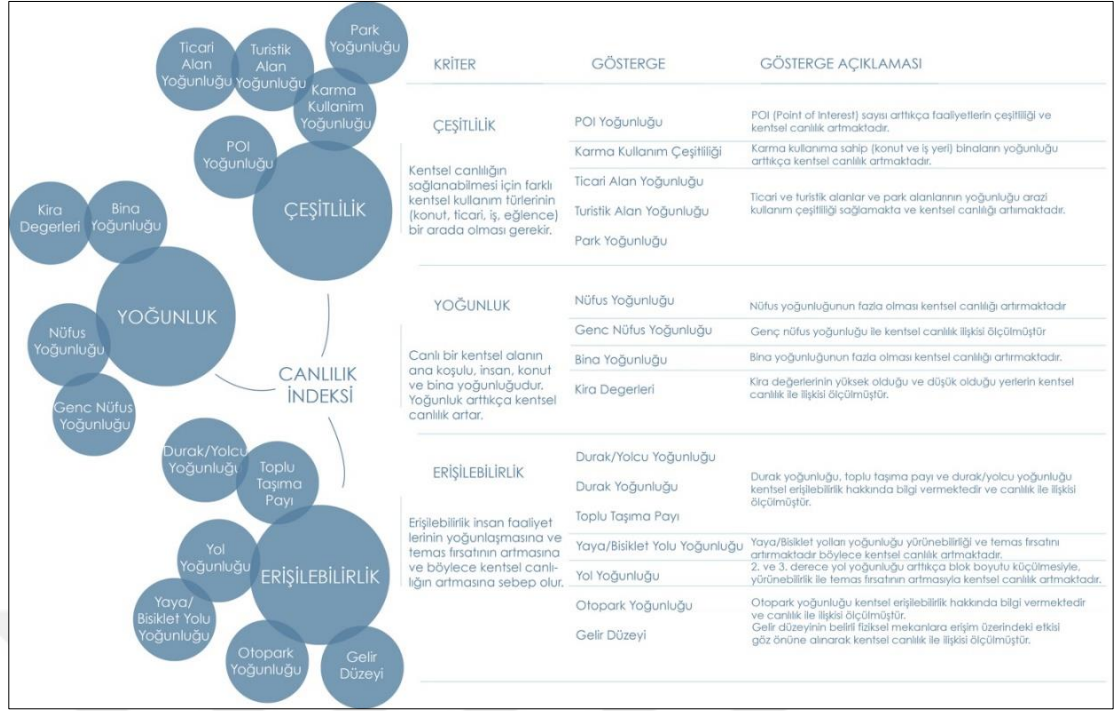 Park
Yoğunluğu
Ticari
Alan
Yoğunluğu
Turistik
Alan
Yoğunluğu
Karma
Kullanım
Yoğunluğu
POI
Yoğunluğu
ÇEŞİTLİLİK
Kira
Degerleri
Bina
Yoğunluğu
YOĞUNLUK
Nüfus
Yoğunluğu
Genc Nüfus
Yoğunluğu
CANLILIK
İNDEKSİ
Durak/Yolcu
Yoğunluğu
Toplu
Taşıma
Payı
Yol
Yoğunluğu
ERİŞİLEBİLİRLİK
Yaya/
Bisiklet Yolu
Yoğunluğu
Otopark
Yoğunluğu
Gelir
Düzeyi
KRİTER GÖSTERGE GÖSTERGE AÇIKLAMASI
ÇEŞİTLİLİK
Kentsel canlılığın
sağlanabilmesi için farklı
kentsel kullanım türlerinin
(konut, ticari, iş, eğlence)
bir arada olması gerekir.
POI Yoğunluğu
POI (Point of Interest) sayısı arttıkça faaliyetlerin çeşitliliği ve
kentsel canlılık artmaktadır.
Karma Kullanım Çeşitliliği
Karma kullanıma sahip (konut ve iş yeri) binaların yoğunluğu
arttıkça kentsel canlılık artmaktadır.
Ticari Alan Yoğunluğu
Turistik Alan Yoğunluğu
Park Yoğunluğu
Ticari ve turistik alanlar ve park alanlarının yoğunluğu arazi
kullanım çeşitliliği sağlamakta ve kentsel canlılığı artırmaktadır.
YOĞUNLUK
Canlı bir kentsel alanın
ana koşulu, insan, konut
ve bina yoğunluğudur.
Yoğunluk arttıkça kentsel
canlılık artar.
Nüfus Yoğunluğu
Nüfus yoğunluğunun fazla olması kentsel canlılığı artırmaktadır
Genc Nüfus Yoğunluğu
Genç nüfus yoğunluğu ile kentsel canlılık ilişkisi ölçülmüştür
Bina Yoğunluğu
Bina yoğunluğunun fazla olması kentsel canlılığı artırmaktadır.
Kira Degerleri
Kira değerlerinin yüksek olduğu ve düşük olduğu yerlerin kentsel
canlılık ile ilişkisi ölçülmüştür.
ERİŞİLEBİLİRLİK
Erişilebilirlik insan faaliyet
lerinin yoğunlaşmasına ve
temas fırsatının artmasına
ve böylece kentsel canlı-
lığın artmasına sebep olur.
Durak/Yolcu Yoğunluğu
Durak Yoğunluğu
Toplu Taşıma Payı
Durak yoğunluğu, toplu taşıma payı ve durak/yolcu yoğunluğu
kentsel erişilebilirlik hakkında bilgi vermektedir ve canlılık ile ilişkisi
ölçülmüştür.
Yaya/Bisiklet Yolu Yoğunluğu
Yaya/Bisiklet yolları yoğunluğu yürünebilirliği ve temas fırsatını
artırmaktadır böylece kentsel canlılık artmaktadır.
Yol Yoğunluğu
2. ve 3. derece yol yoğunluğu arttıkça blok boyutu küçülmesiyle,
yürünebilirlik ile temas fırsatının artmasıyla kentsel canlılık artmaktadır.
Otopark Yoğunluğu
Otopark yoğunluğu kentsel erişilebilirlik hakkında bilgi vermektedir
ve canlılık ile ilişkisi ölçülmüştür.
Gelir Düzeyi
Gelir düzeyinin belirli fiziksel mekanlara erişim üzerindeki etkisi
göz önüne alınarak kentsel canlılık ile ilişkisi ölçülmüştür.